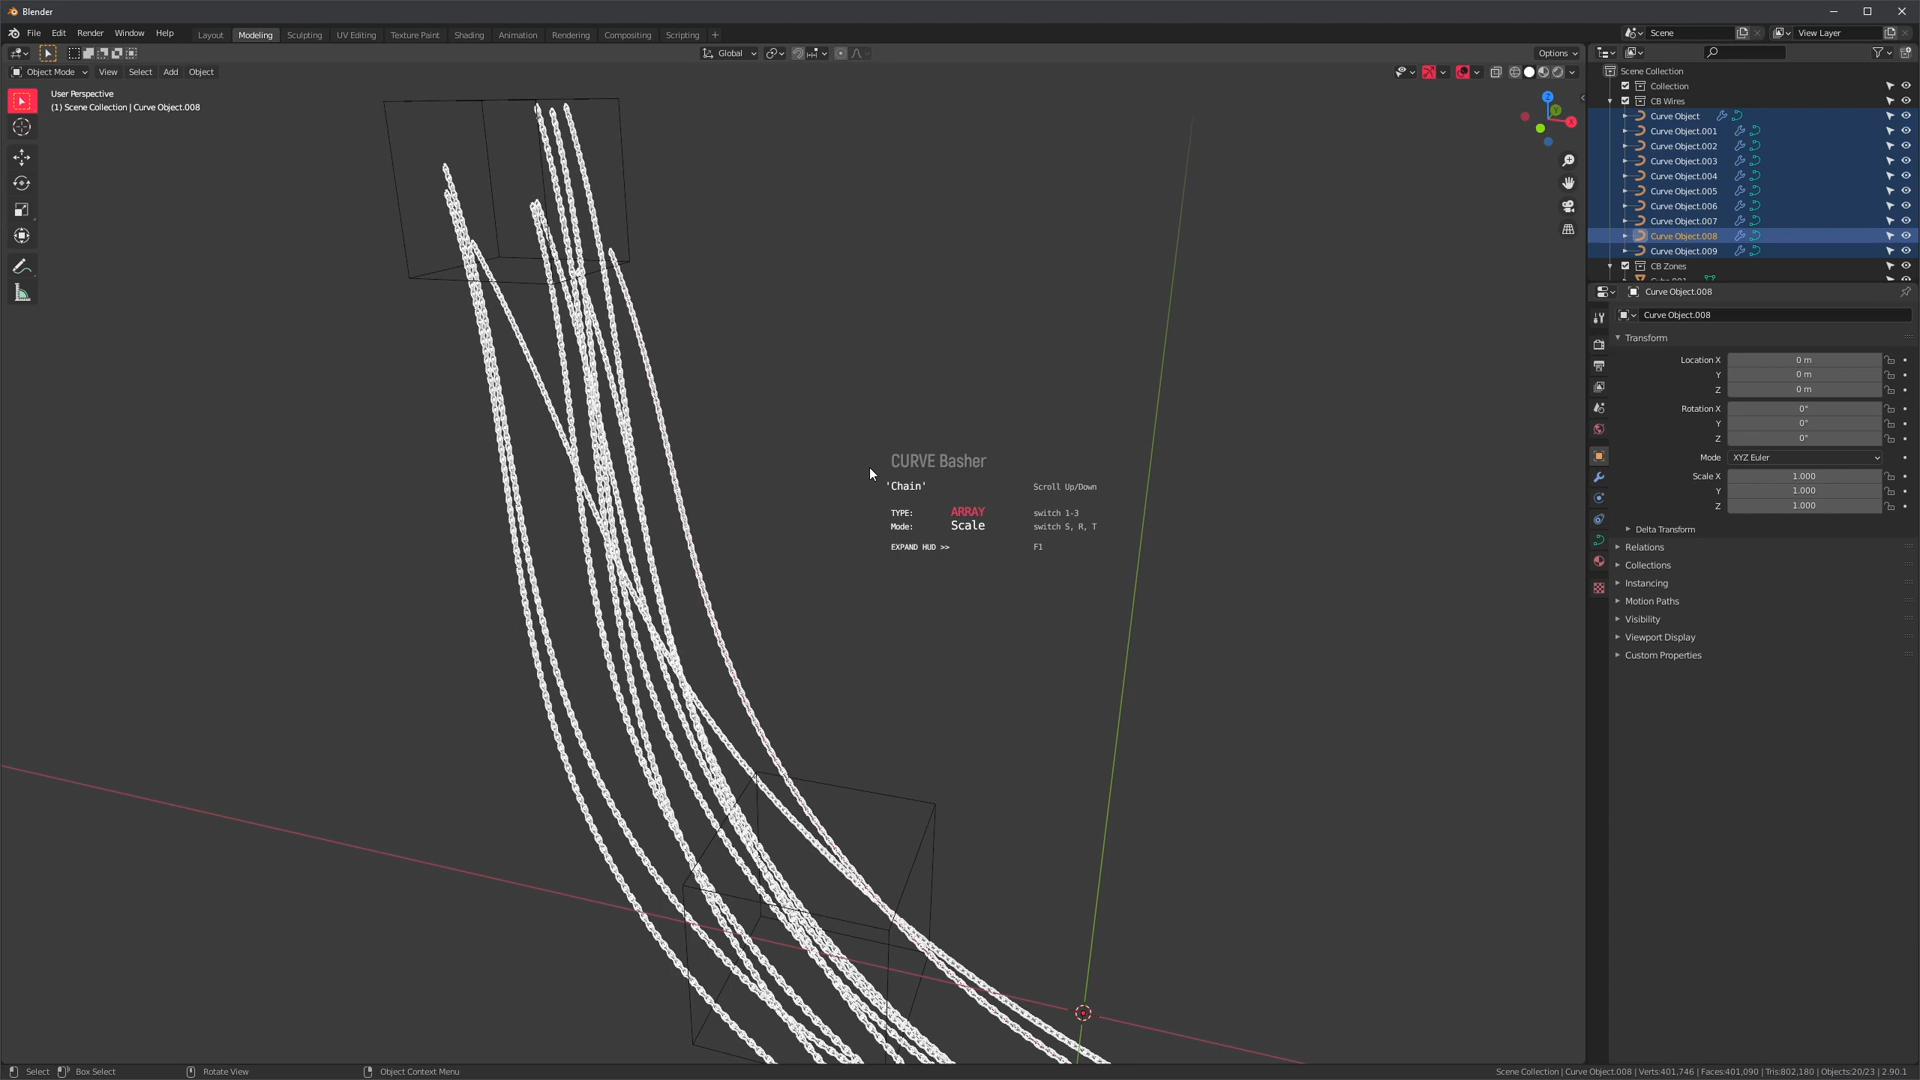 Blender
File Edit Render Window Help
Layout Modeling Sculpting UV Editing Texture Paint Shading Animation Rendering Compositing Scripting +
Scene
View Layer
Global
Options
Object Mode View Select Add Object
User Perspective
(1) Scene Collection | Curve Object.008
Z
Y
X
CURVE Basher
'Chain' Scroll Up/Down
TYPE: ARRAY switch 1-3
Mode: Scale switch S, R, T
EXPAND HUD >> F1
Scene Collection
Collection
CB Wires
Curve Object
Curve Object.001
Curve Object.002
Curve Object.003
Curve Object.004
Curve Object.005
Curve Object.006
Curve Object.007
Curve Object.008
Curve Object.009
CB Zones
Curve Object.008
Curve Object.008
Transform
Location X 0 m
Y 0 m
Z 0 m
Rotation X 0°
Y 0°
Z 0°
Mode XYZ Euler
Scale X 1.000
Y 1.000
Z 1.000
Delta Transform
Relations
Collections
Instancing
Motion Paths
Visibility
Viewport Display
Custom Properties
Select Box Select Rotate View Object Context Menu
Scene Collection | Curve Object.008 | Verts:401,746 | Faces:401,090 | Tris:802,180 | Objects:20/23 | 2.90.1